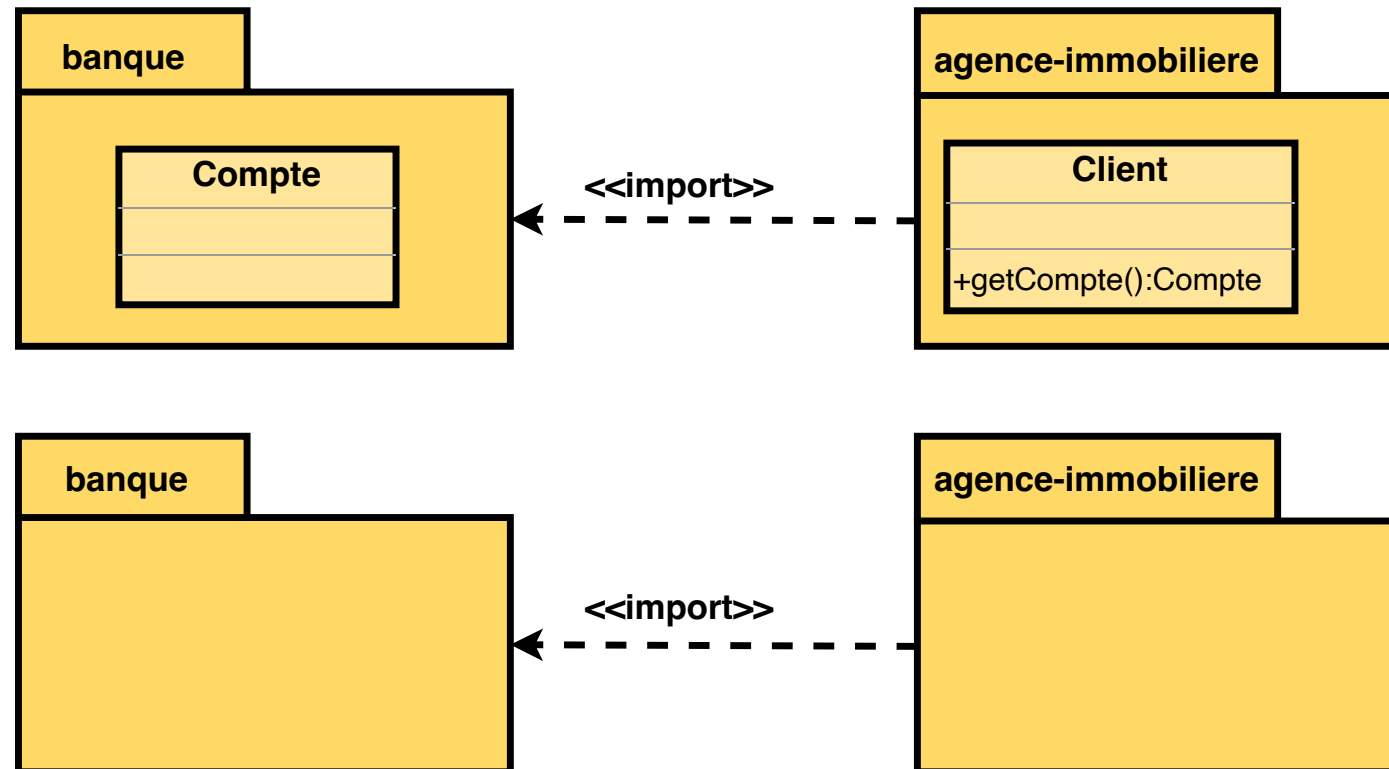 banque
agence-immobiliere
Compte
<<import>>
Client
+getCompte():Compte
banque
agence-immobiliere
<<import>>